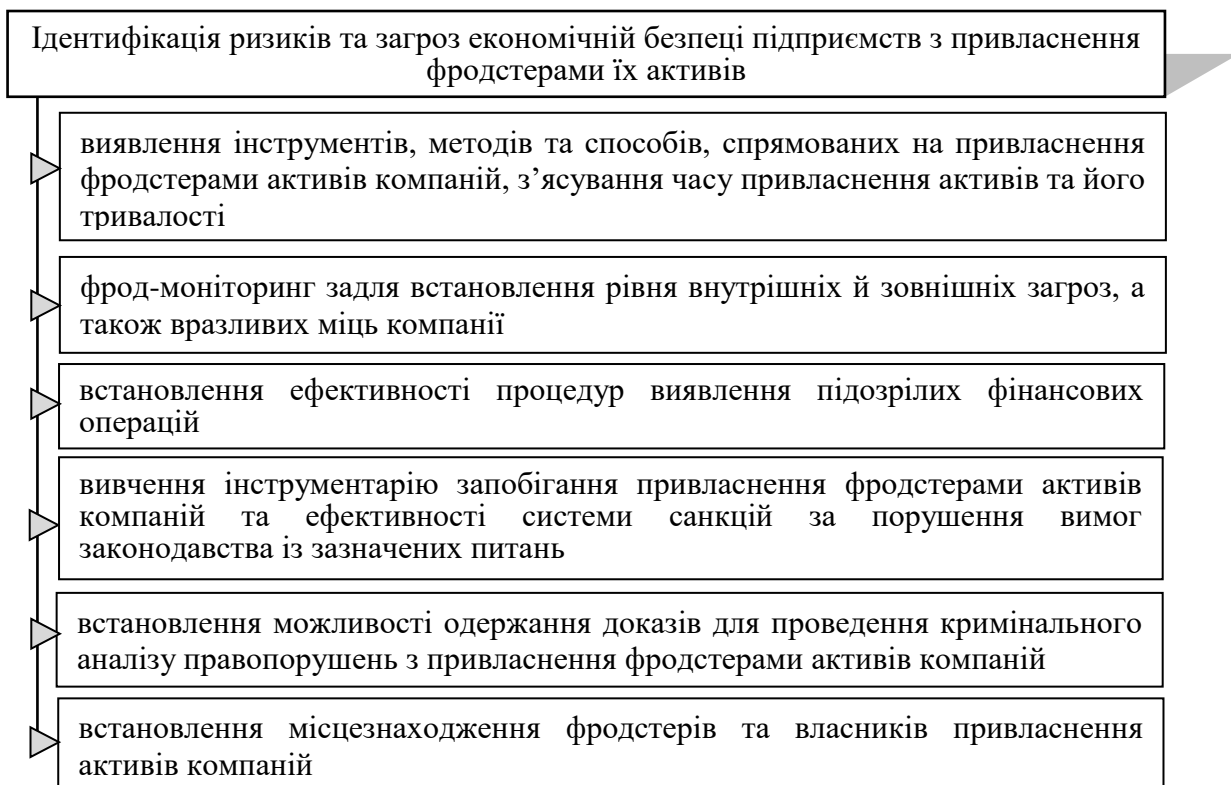 Ідентифікація ризиків та загроз економічній безпеці підприємств з привласнення
фродстерами їх активів
виявлення інструментів, методів та способів, спрямованих на привласнення
фродстерами активів компаній, з’ясування часу привласнення активів та його
тривалості
фрод-моніторинг задля встановлення рівня внутрішніх й зовнішніх загроз, а
також вразливих міць компанії
встановлення ефективності процедур виявлення підозрілих фінансових
операцій
вивчення інструментарію запобігання привласнення фродстерами активів
компаній та ефективності системи санкцій за порушення вимог
законодавства із зазначених питань
встановлення можливості одержання доказів для проведення кримінального
аналізу правопорушень з привласнення фродстерами активів компаній
встановлення місцезнаходження фродстерів та власників привласнення
активів компаній